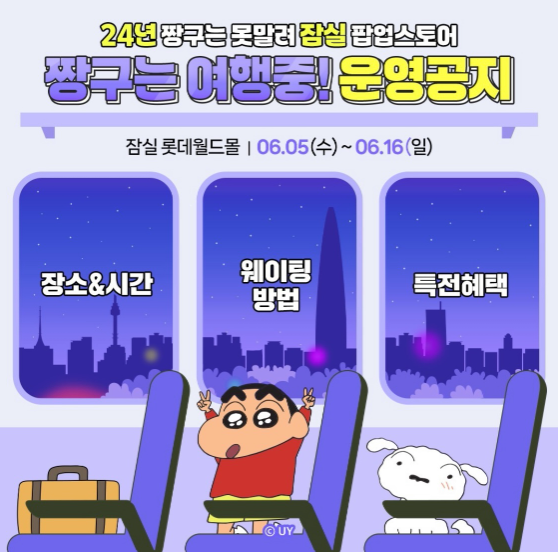 24년 짱구는 못말려 잠실 팝업스토어
짱구는 여행중! 운영공지
잠실 롯데월드몰 | 06.05(수) ~ 06.16(일)
장소&시간
웨이팅
방법
특전혜택
© UY